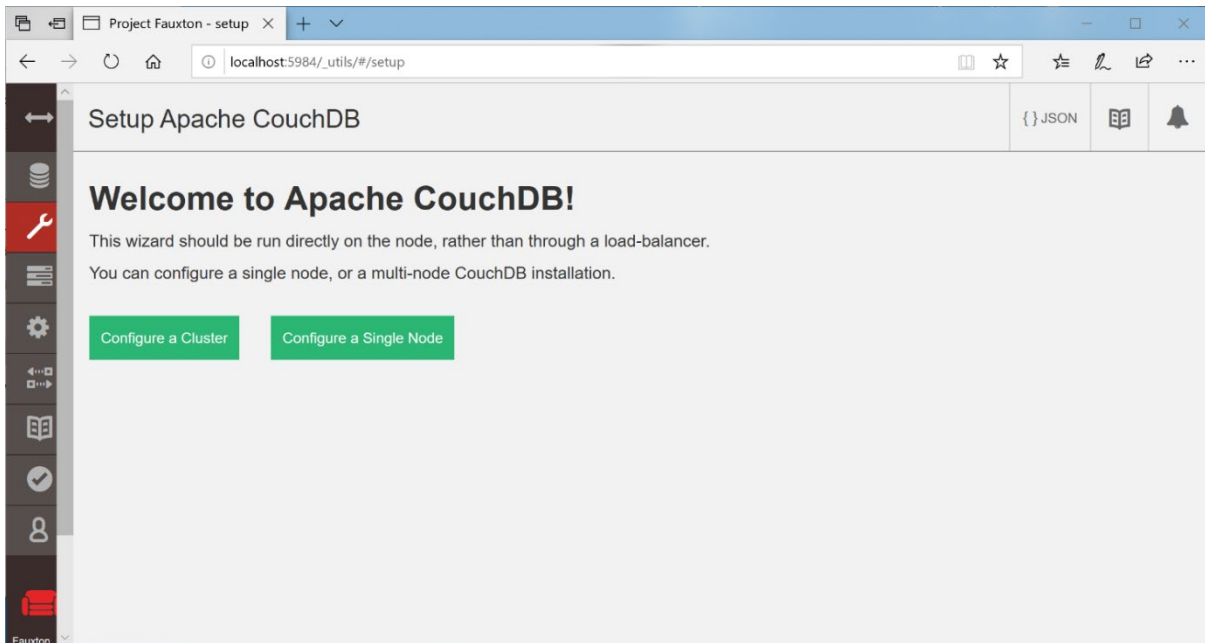 Project Fauxton - setup
localhost:5984/_utils/#/setup
Setup Apache CouchDB
{ } JSON
Welcome to Apache CouchDB!
This wizard should be run directly on the node, rather than through a load-balancer.
You can configure a single node, or a multi-node CouchDB installation.
Configure a Cluster
Configure a Single Node
Fauxton